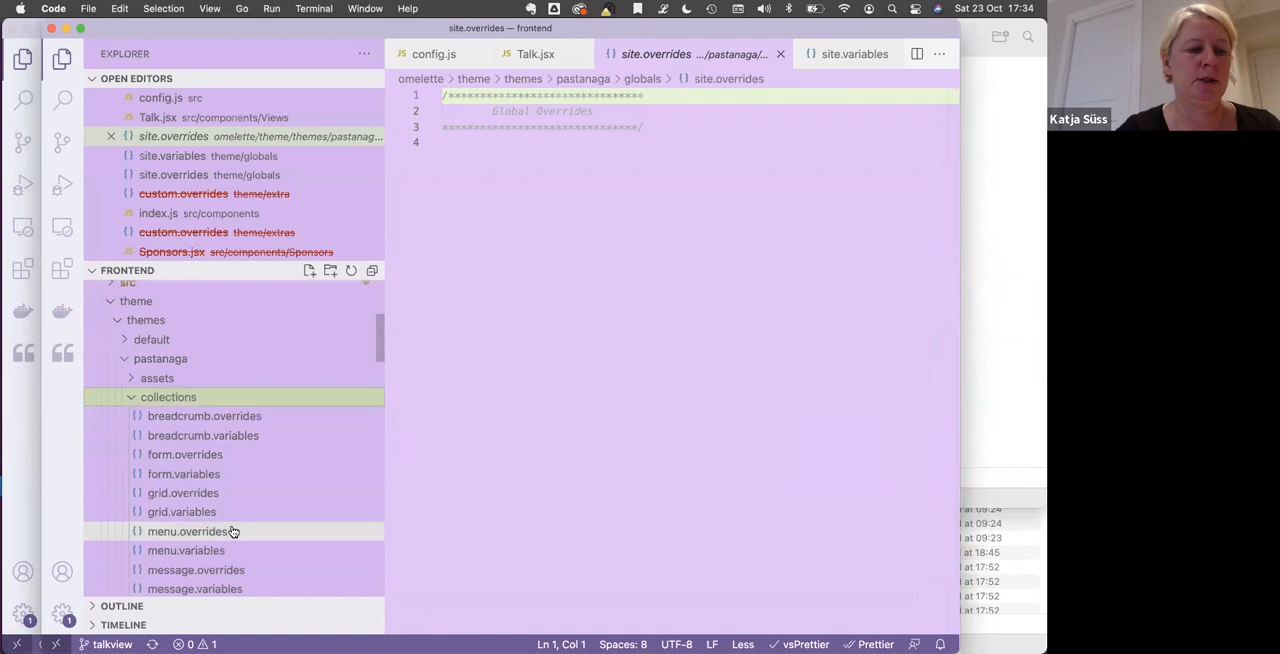 Code File Edit Selection View Go Run Terminal Window Help Sat 23 Oct 17:34
site.overrides — frontend
EXPLORER
OPEN EDITORS
config.js src
Talk.jsx src/components/Views
site.overrides omelette/theme/themes/pastanag...
site.variables theme/globals
site.overrides theme/globals
custom.overrides theme/extra
index.js src/components
custom.overrides theme/extras
Sponsors.jsx src/components/Sponsors
FRONTEND
src
theme
themes
default
pastanaga
assets
collections
breadcrumb.overrides
breadcrumb.variables
form.overrides
form.variables
grid.overrides
grid.variables
menu.overrides
menu.variables
message.overrides
message.variables
OUTLINE
TIMELINE
config.js Talk.jsx site.overrides .../pastanaga/... site.variables
omelette > theme > themes > pastanaga > globals > site.overrides
1 /*******************************
2 Global Overrides
3 *******************************/
4
Katja Süss
at 09:24
at 09:24
at 09:23
at 18:45
at 17:52
at 17:52
at 17:52
at 17:52
1 1 talkview 0 1 Ln 1, Col 1 Spaces: 8 UTF-8 LF Less vsPrettier Prettier